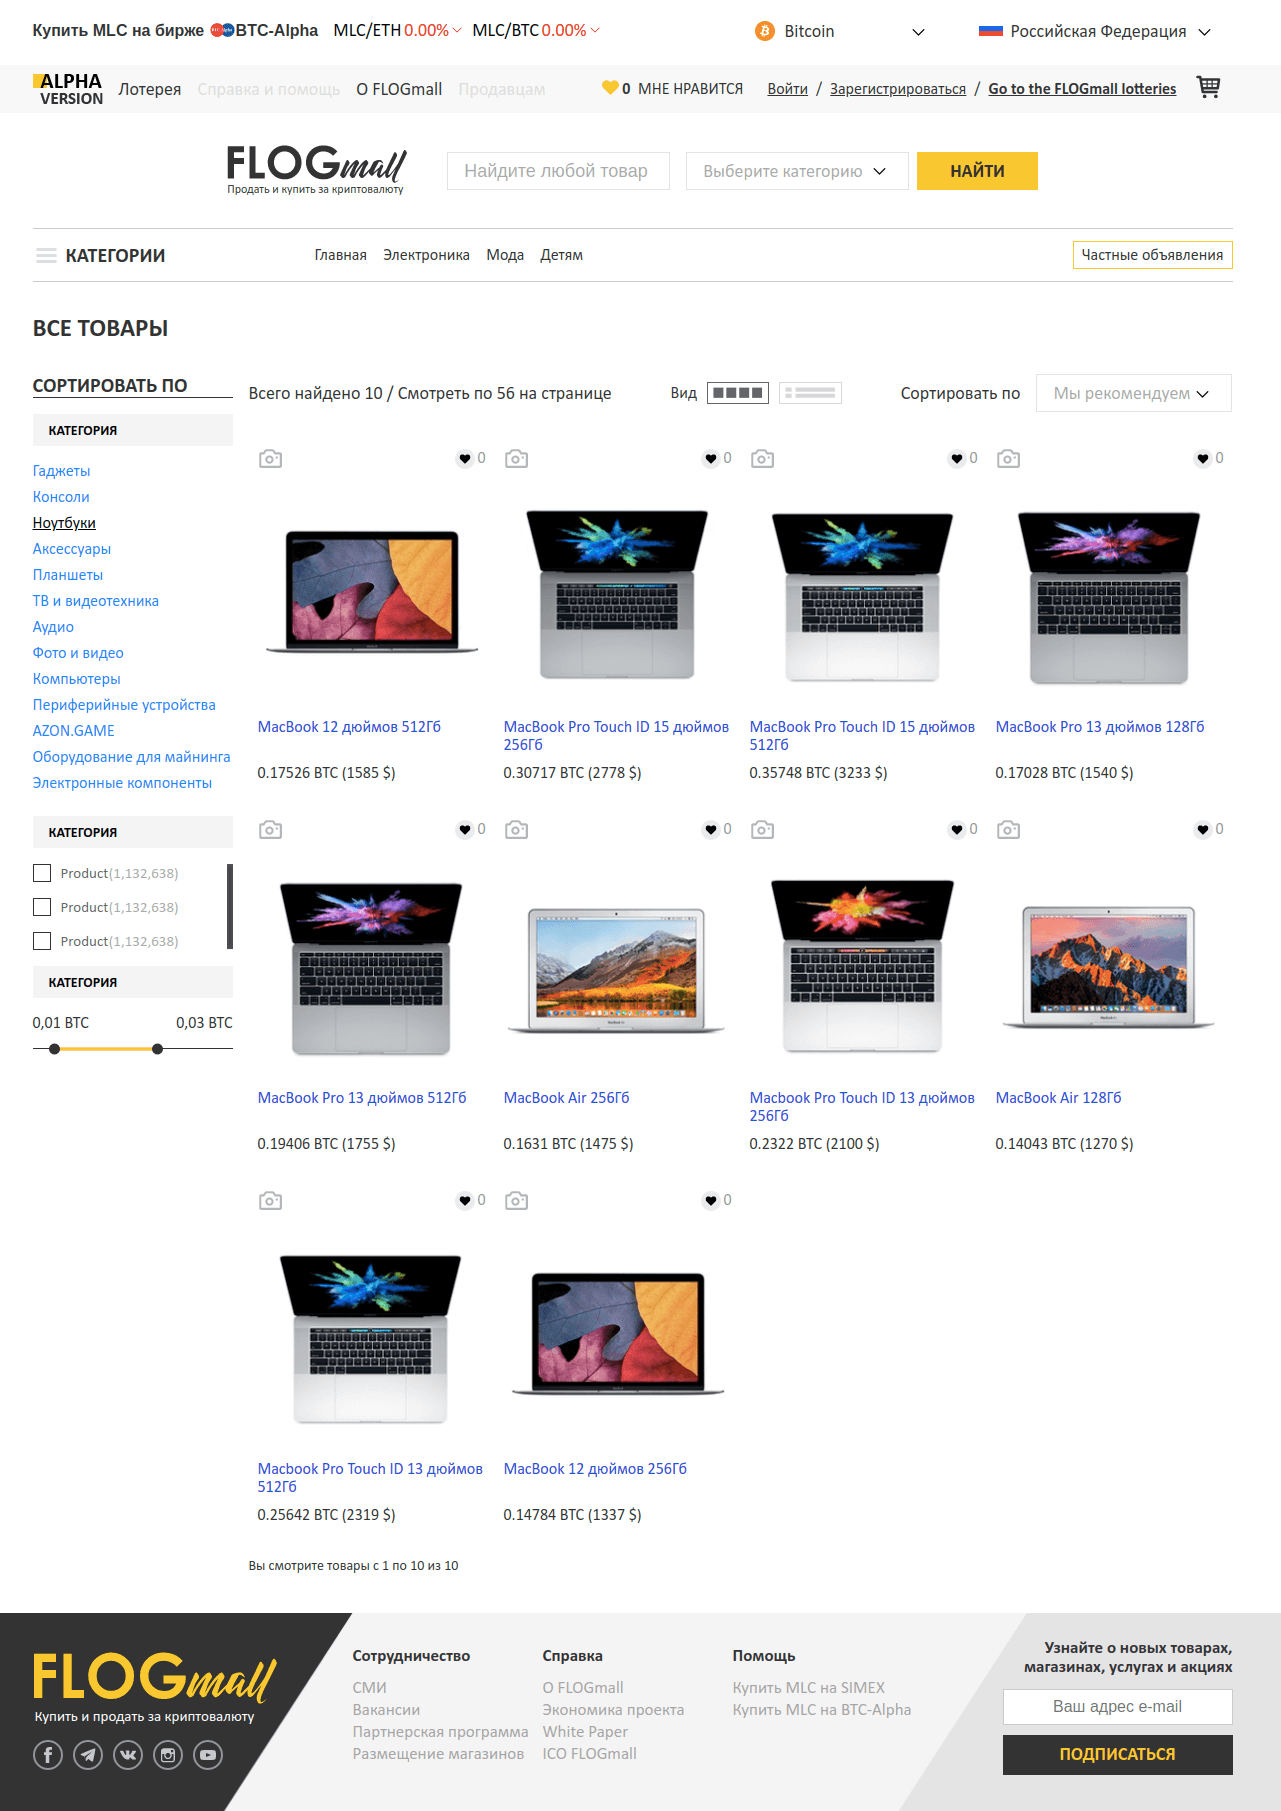 Купить MLC на бирже BTC-Alpha MLC/ETH 0.00% MLC/BTC 0.00% Bitcoin Российская Федерация
ALPHA VERSION Лотерея Справка и помощь О FLOGmall Продавцам 0 МНЕ НРАВИТСЯ Войти / Зарегистрироваться / Go to the FLOGmall lotteries
FLOGmall
Продать и купить за криптовалюту
Найдите любой товар Выберите категорию НАЙТИ
КАТЕГОРИИ Главная Электроника Мода Детям Частные объявления
ВСЕ ТОВАРЫ
СОРТИРОВАТЬ ПО
КАТЕГОРИЯ
Гаджеты
Консоли
Ноутбуки
Аксессуары
Планшеты
ТВ и видеотехника
Аудио
Фото и видео
Компьютеры
Периферийные устройства
AZON.GAME
Оборудование для майнинга
Электронные компоненты
КАТЕГОРИЯ
Product(1,132,638)
Product(1,132,638)
Product(1,132,638)
КАТЕГОРИЯ
0,01 BTC 0,03 BTC
Всего найдено 10 / Смотреть по 56 на странице Вид Сортировать по Мы рекомендуем
0 0 0 0
MacBook 12 дюймов 512Гб
0.17526 BTC (1585 $)
MacBook Pro Touch ID 15 дюймов
256Гб
0.30717 BTC (2778 $)
MacBook Pro Touch ID 15 дюймов
512Гб
0.35748 BTC (3233 $)
MacBook Pro 13 дюймов 128Гб
0.17028 BTC (1540 $)
0 0 0 0
MacBook Pro 13 дюймов 512Гб
0.19406 BTC (1755 $)
MacBook Air 256Гб
0.1631 BTC (1475 $)
Macbook Pro Touch ID 13 дюймов
256Гб
0.2322 BTC (2100 $)
MacBook Air 128Гб
0.14043 BTC (1270 $)
0 0
Macbook Pro Touch ID 13 дюймов
512Гб
0.25642 BTC (2319 $)
MacBook 12 дюймов 256Гб
0.14784 BTC (1337 $)
Вы смотрите товары с 1 по 10 из 10
FLOGmall
Купить и продать за криптовалюту
Сотрудничество
СМИ
Вакансии
Партнерская программа
Размещение магазинов
Справка
О FLOGmall
Экономика проекта
White Paper
ICO FLOGmall
Помощь
Купить MLC на SIMEX
Купить MLC на BTC-Alpha
Узнайте о новых товарах,
магазинах, услугах и акциях
Ваш адрес e-mail
ПОДПИСАТЬСЯ